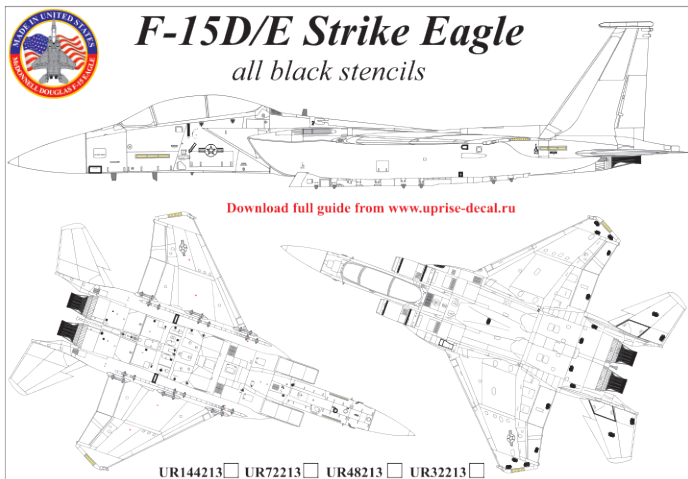 MADE IN UNITED STATES
McDONNELL DOUGLAS F-15 EAGLE
F-15D/E Strike Eagle
all black stencils
Download full guide from www.uprise-decal.ru
UR144213 UR72213 UR48213 UR32213